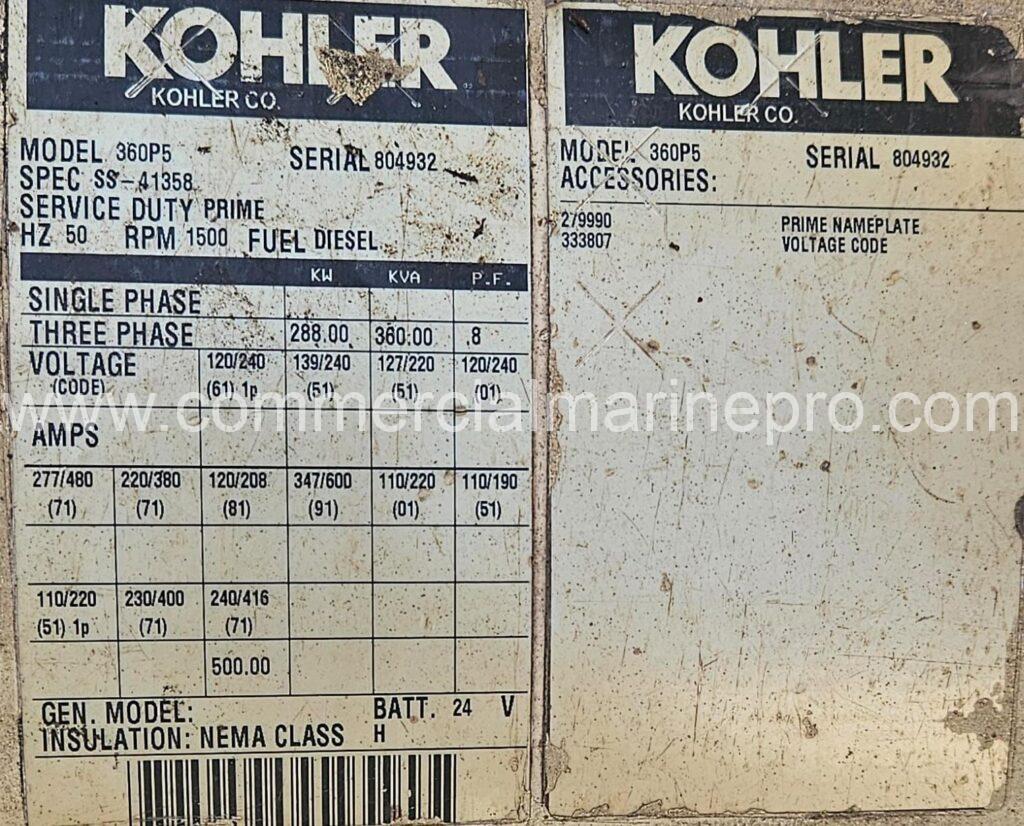 KOHLER
KOHLER CO.
MODEL 360P5 SERIAL 804932
SPEC SS-41358
SERVICE DUTY PRIME
HZ 50 RPM 1500 FUEL DIESEL
KW KVA P.F.
SINGLE PHASE
THREE PHASE 288.00 360.00 .8
VOLTAGE 120/240 139/240 127/220 120/240
(CODE) (61) 1p (51) (51) (01)
AMPS
277/480 220/380 120/208 347/600 110/220 110/190
(71) (71) (81) (91) (01) (51)
110/220 230/400 240/416
(51) 1p (71) (71)
500.00
GEN. MODEL: BATT. 24 V
INSULATION: NEMA CLASS H
KOHLER
KOHLER CO.
MODEL 360P5 SERIAL 804932
ACCESSORIES:
279990 PRIME NAMEPLATE
333807 VOLTAGE CODE
www.commercialmarinepro.com